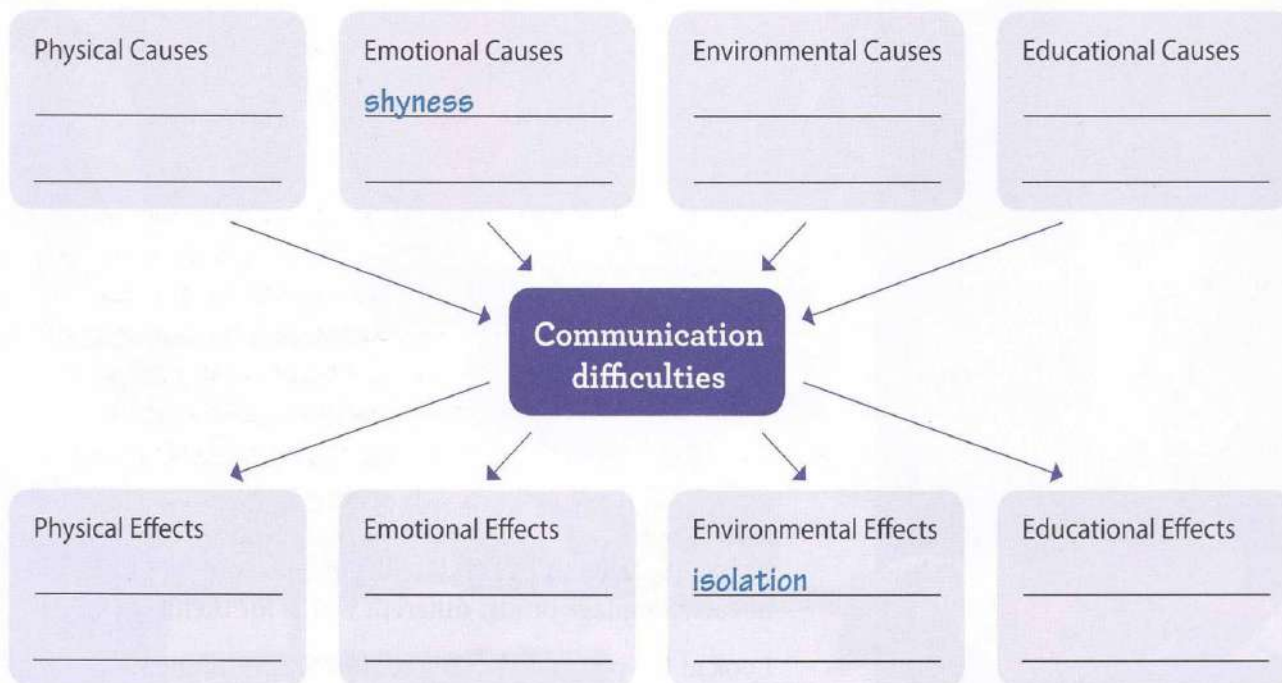 Physical Causes
Emotional Causes
shyness
Environmental Causes
Educational Causes
Communication
difficulties
Physical Effects
Emotional Effects
Environmental Effects
isolation
Educational Effects